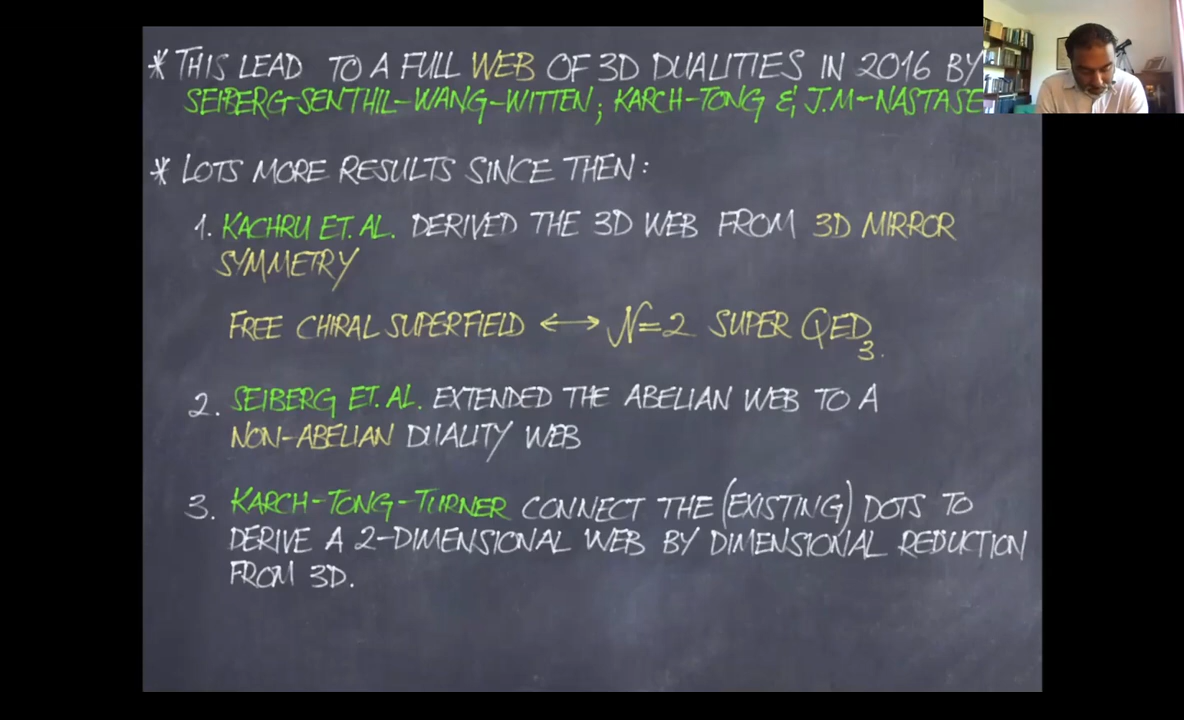 * THIS LEAD TO A FULL WEB OF 3D DUALITIES IN 2016 BY
SEIBERG-SENTHIL-WANG-WITTEN; KARCH-TONG & J.M-NASTASE
* LOTS MORE RESULTS SINCE THEN:
1. KACHRU ET. AL. DERIVED THE 3D WEB FROM 3D MIRROR
SYMMETRY
FREE CHIRAL SUPERFIELD ↔ N=2 SUPER QED₃.
2. SEIBERG ET. AL. EXTENDED THE ABELIAN WEB TO A
NON-ABELIAN DUALITY WEB
3. KARCH-TONG-TURNER CONNECT THE (EXISTING) DOTS TO
DERIVE A 2-DIMENSIONAL WEB BY DIMENSIONAL REDUCTION
FROM 3D.